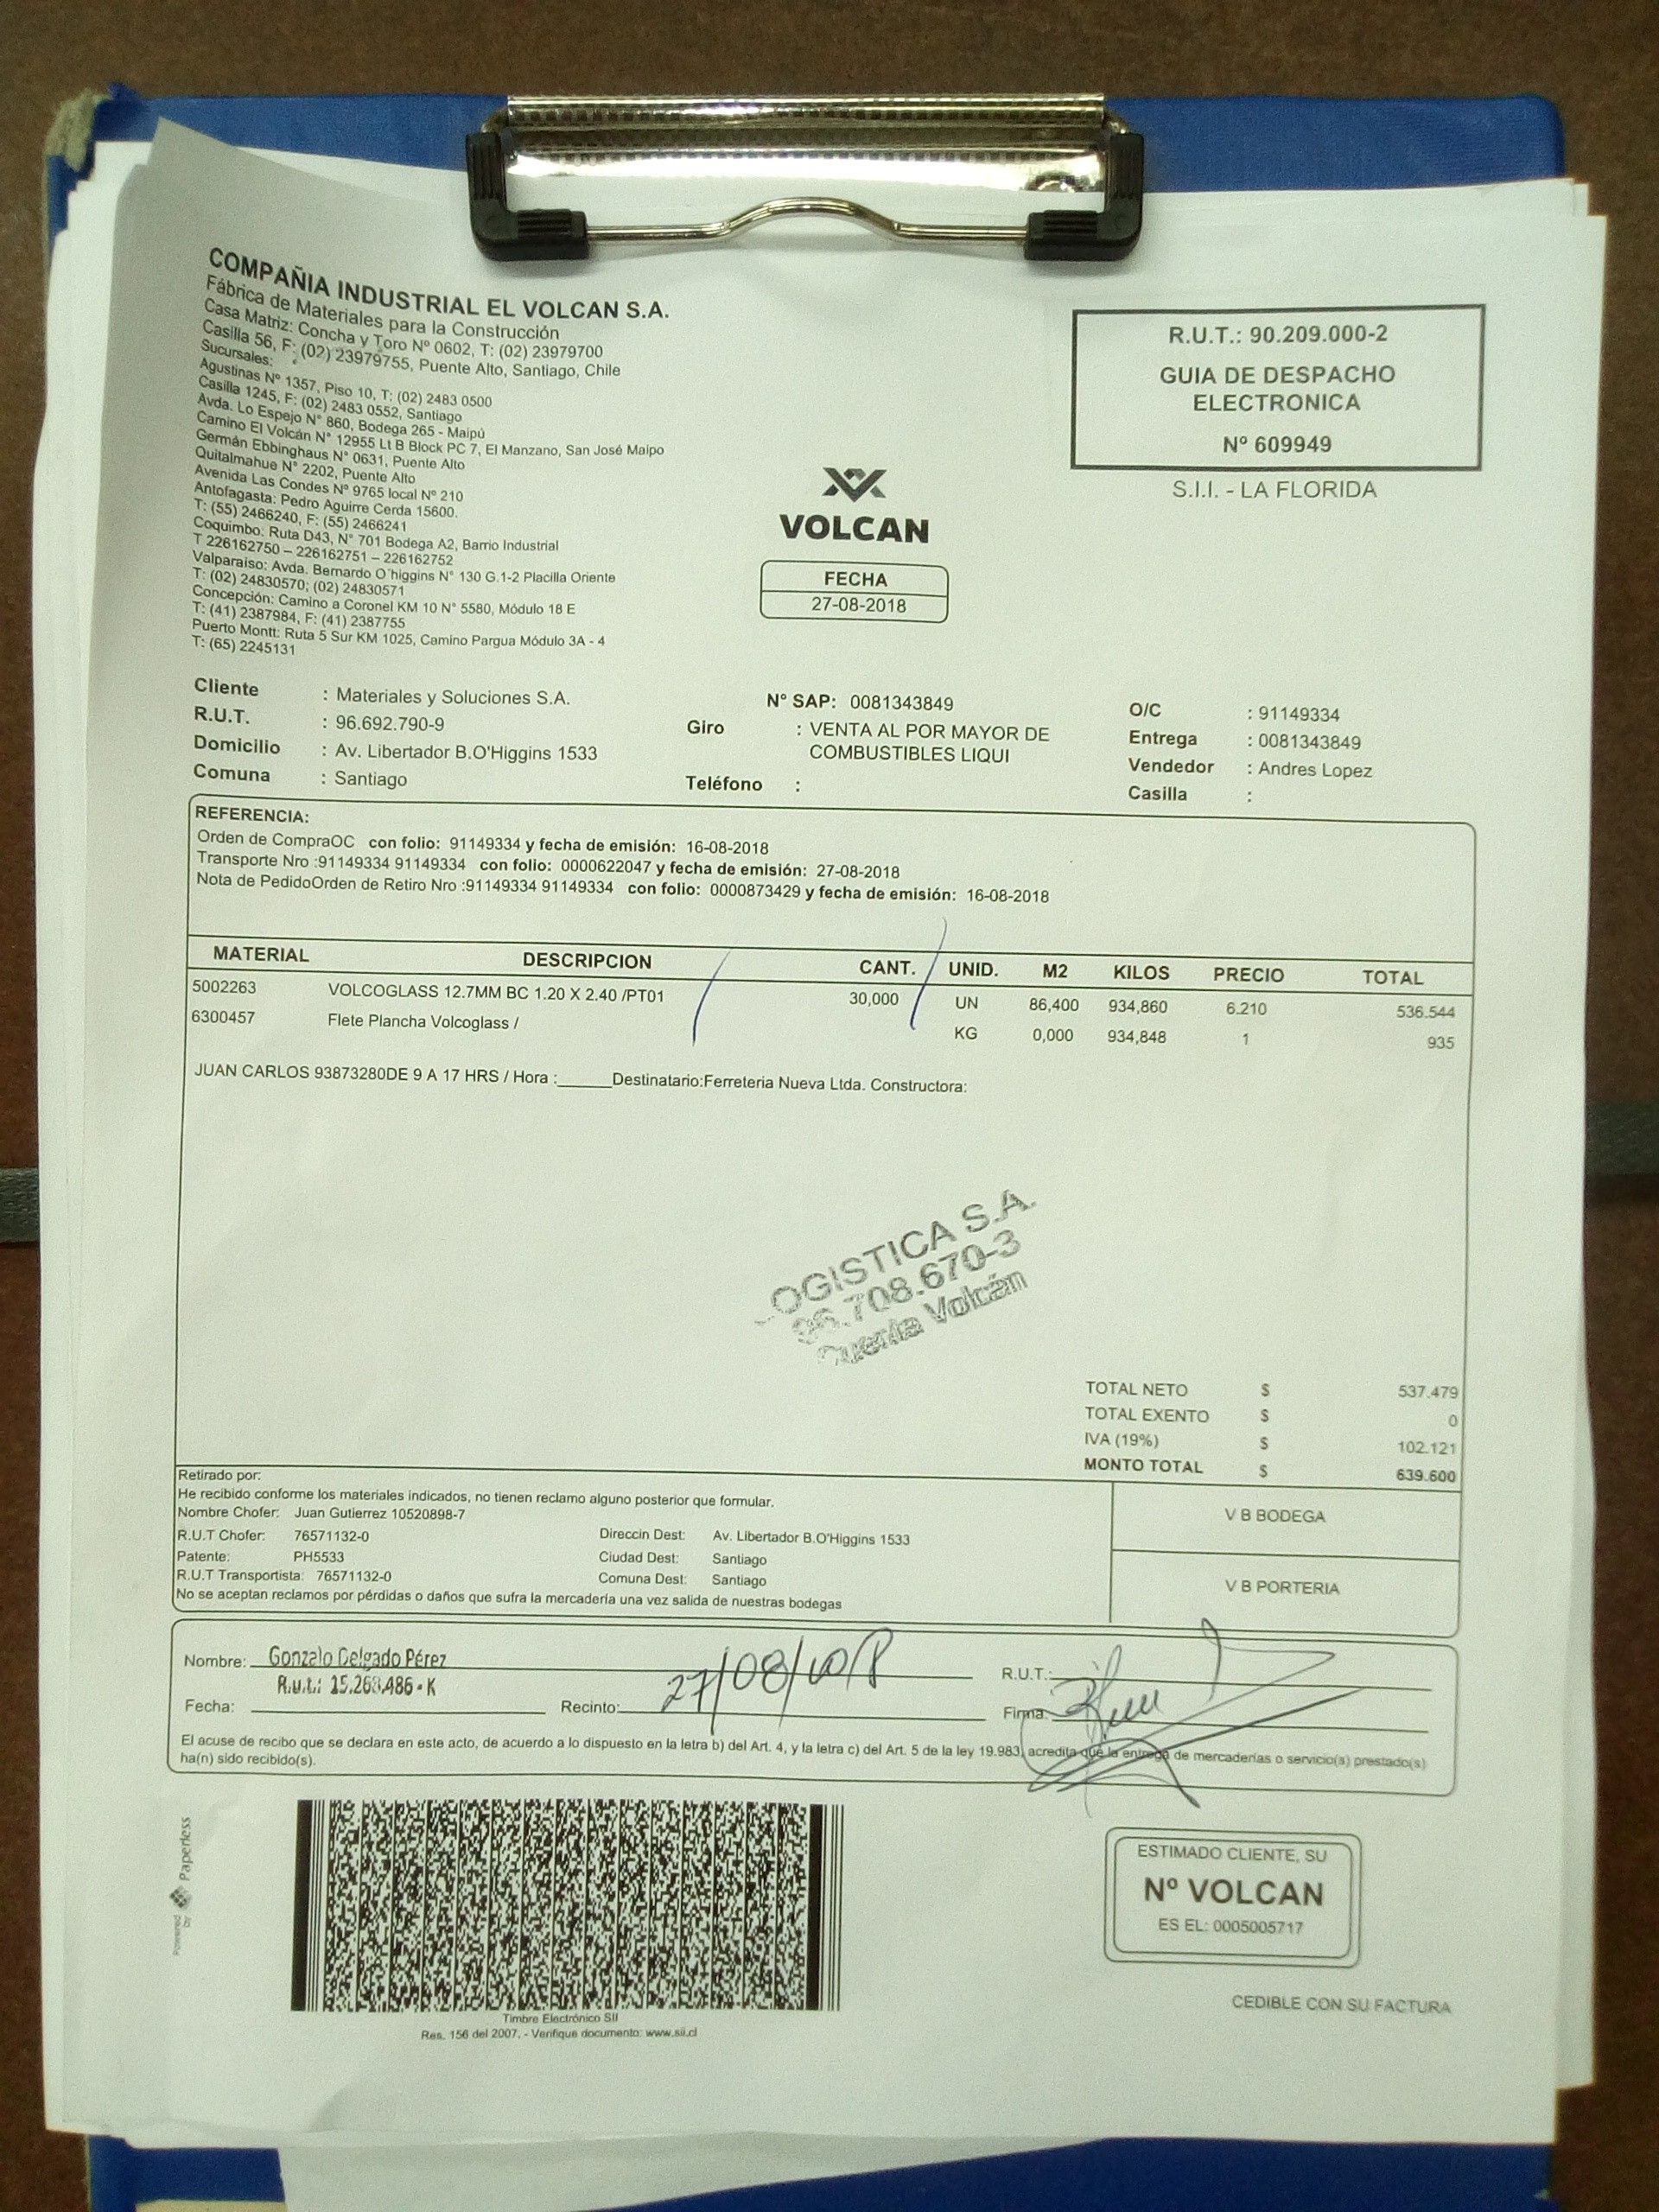 COMPAÑIA INDUSTRIAL EL VOLCAN S.A.
Fábrica de Materiales para la Construcción
Casa Matriz: Concha y Toro Nº 0602, T: (02) 23979700
Casilla 56, F: (02) 23979755, Puente Alto, Santiago, Chile
Sucursales:
Agustinas Nº 1357, Piso 10, T: (02) 2483 0500
Casilla 1245, F: (02) 2483 0552, Santiago
Avda. Lo Espejo N° 860, Bodega 265 - Maipú
Camino El Volcán N° 12955 Lt B Block PC 7, El Manzano, San José Maipo
Germán Ebbinghaus N° 0631, Puente Alto
Quitalmahue N° 2202, Puente Alto
Avenida Las Condes Nº 9765 local Nº 210
Antofagasta: Pedro Aguirre Cerda 15600.
T: (55) 2466240, F: (55) 2466241
Coquimbo: Ruta D43, N° 701 Bodega A2, Barrio Industrial
T 226162750 – 226162751 – 226162752
Valparaíso: Avda. Bernardo O´higgins N° 130 G.1-2 Placilla Oriente
T: (02) 24830570; (02) 24830571
Concepción: Camino a Coronel KM 10 N° 5580, Módulo 18 E
T: (41) 2387984, F: (41) 2387755
Puerto Montt: Ruta 5 Sur KM 1025, Camino Pargua Módulo 3A - 4
T: (65) 2245131
R.U.T.: 90.209.000-2
GUIA DE DESPACHO
ELECTRONICA
Nº 609949
S.I.I. - LA FLORIDA
VOLCAN
FECHA
27-08-2018
Cliente : Materiales y Soluciones S.A.
R.U.T. : 96.692.790-9
Domicilio : Av. Libertador B.O'Higgins 1533
Comuna : Santiago
N° SAP: 0081343849
Giro : VENTA AL POR MAYOR DE
COMBUSTIBLES LIQUI
Teléfono :
O/C : 91149334
Entrega : 0081343849
Vendedor : Andres Lopez
Casilla :
REFERENCIA:
Orden de CompraOC con folio: 91149334 y fecha de emisión: 16-08-2018
Transporte Nro :91149334 91149334 con folio: 0000622047 y fecha de emisión: 27-08-2018
Nota de PedidoOrden de Retiro Nro :91149334 91149334 con folio: 0000873429 y fecha de emisión: 16-08-2018
MATERIAL DESCRIPCION CANT. UNID. M2 KILOS PRECIO TOTAL
5002263 VOLCOGLASS 12.7MM BC 1.20 X 2.40 /PT01 30,000 UN 86,400 934,860 6.210 536.544
6300457 Flete Plancha Volcoglass / KG 0,000 934,848 1 935
JUAN CARLOS 93873280DE 9 A 17 HRS / Hora :______Destinatario:Ferreteria Nueva Ltda. Constructora:
LOGISTICA S.A.
96.708.670-3
Cuenta Volcán
TOTAL NETO $ 537.479
TOTAL EXENTO $ 0
IVA (19%) $ 102.121
MONTO TOTAL $ 639.600
Retirado por:
He recibido conforme los materiales indicados, no tienen reclamo alguno posterior que formular.
Nombre Chofer: Juan Gutierrez 10520898-7
R.U.T Chofer: 76571132-0 Direccin Dest: Av. Libertador B.O'Higgins 1533
Patente: PH5533 Ciudad Dest: Santiago
R.U.T Transportista: 76571132-0 Comuna Dest: Santiago
No se aceptan reclamos por pérdidas o daños que sufra la mercadería una vez salida de nuestras bodegas
V B BODEGA
V B PORTERIA
Nombre: Gonzalo Delgado Pérez
R.u.t.: 15.268.486-K
R.U.T.:
Fecha: Recinto: 27/08/2018 Firma:
El acuse de recibo que se declara en este acto, de acuerdo a lo dispuesto en la letra b) del Art. 4, y la letra c) del Art. 5 de la ley 19.983, acredita que la entrega de mercaderías o servicio(s) prestado(s)
ha(n) sido recibido(s).
Powered by Paperless
Timbre Electrónico SII
Res. 156 del 2007. - Verifique documento: www.sii.cl
ESTIMADO CLIENTE, SU
Nº VOLCAN
ES EL: 0005005717
CEDIBLE CON SU FACTURA